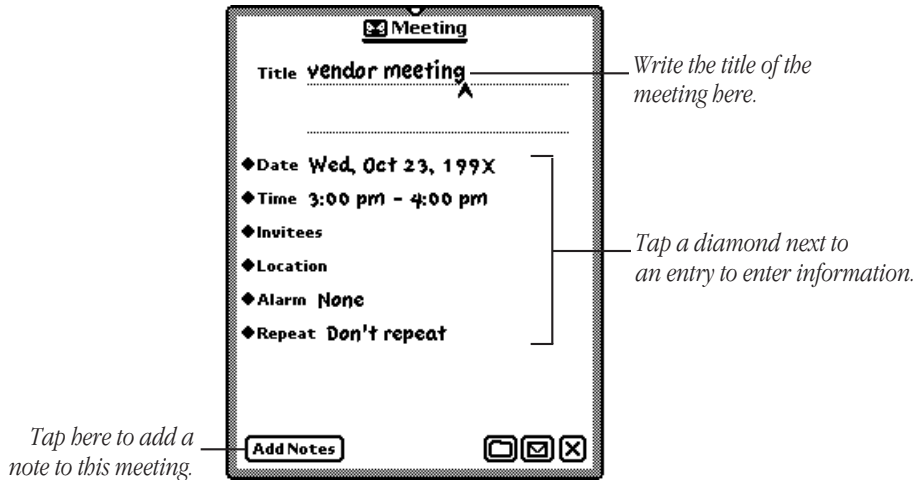 Meeting
Title vendor meeting
Write the title of the
meeting here.
Date Wed, Oct 23, 199X
Time 3:00 pm - 4:00 pm
Invitees
Tap a diamond next to
an entry to enter information.
Location
Alarm None
Repeat Don't repeat
Tap here to add a
note to this meeting.
Add Notes